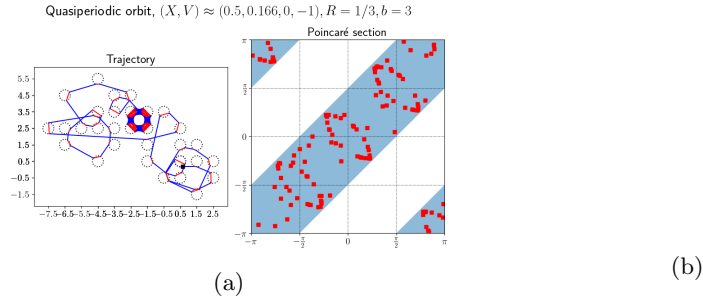 Quasiperiodic orbit, (X, V) ≈ (0.5, 0.166, 0, −1), R = 1/3, b = 3
Poincaré section
Trajectory
π
π/2
0
−π/2
−π
−π −π/2 0 π/2 π
5.5
4.5
3.5
2.5
1.5
0.5
−0.5
−1.5
−7.5−6.5−5.5−4.5−3.5−2.5−1.5−0.5 0.5 1.5 2.5
(a)
(b)